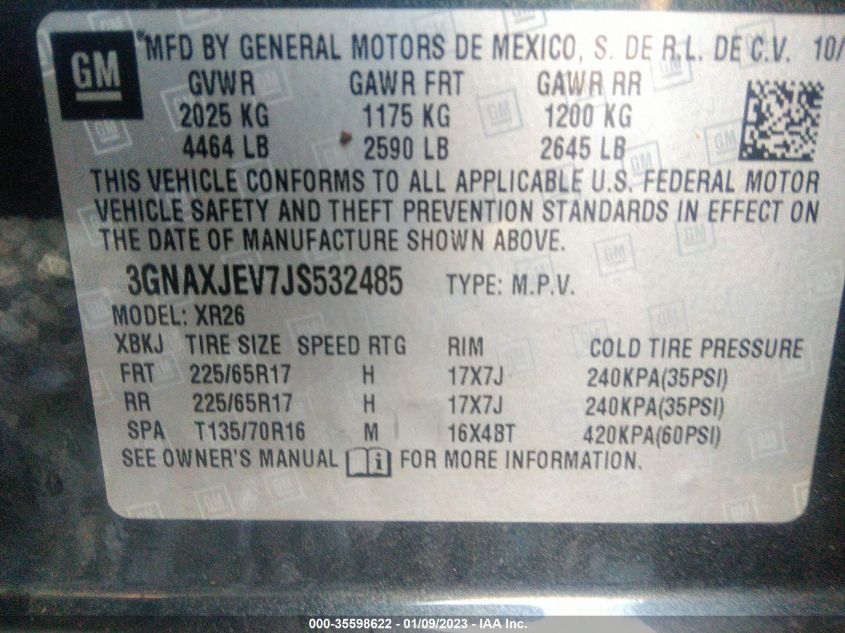 GM
®MFD BY GENERAL MOTORS DE MEXICO, S. DE R.L. DE C.V. 10/
GVWR GAWR FRT GAWR RR
2025 KG 1175 KG 1200 KG
4464 LB 2590 LB 2645 LB
THIS VEHICLE CONFORMS TO ALL APPLICABLE U.S. FEDERAL MOTOR
VEHICLE SAFETY AND THEFT PREVENTION STANDARDS IN EFFECT ON
THE DATE OF MANUFACTURE SHOWN ABOVE.
3GNAXJEV7JS532485 TYPE: M.P.V.
MODEL: XR26
XBKJ TIRE SIZE SPEED RTG RIM COLD TIRE PRESSURE
FRT 225/65R17 H 17X7J 240KPA(35PSI)
RR 225/65R17 H 17X7J 240KPA(35PSI)
SPA T135/70R16 M 16X4BT 420KPA(60PSI)
SEE OWNER'S MANUAL i FOR MORE INFORMATION.
000-35598622 - 01/09/2023 - IAA Inc.